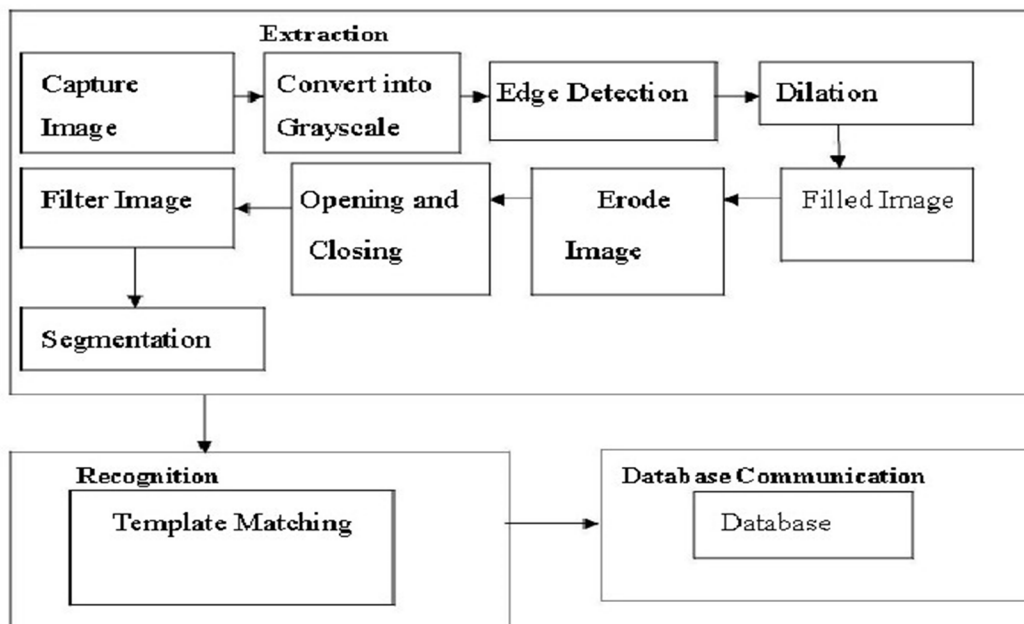 Extraction
Capture
Image
Convert into
Grayscale
Edge Detection
Dilation
Filled Image
Erode
Image
Opening and
Closing
Filter Image
Segmentation
Recognition
Template Matching
Database Communication
Database